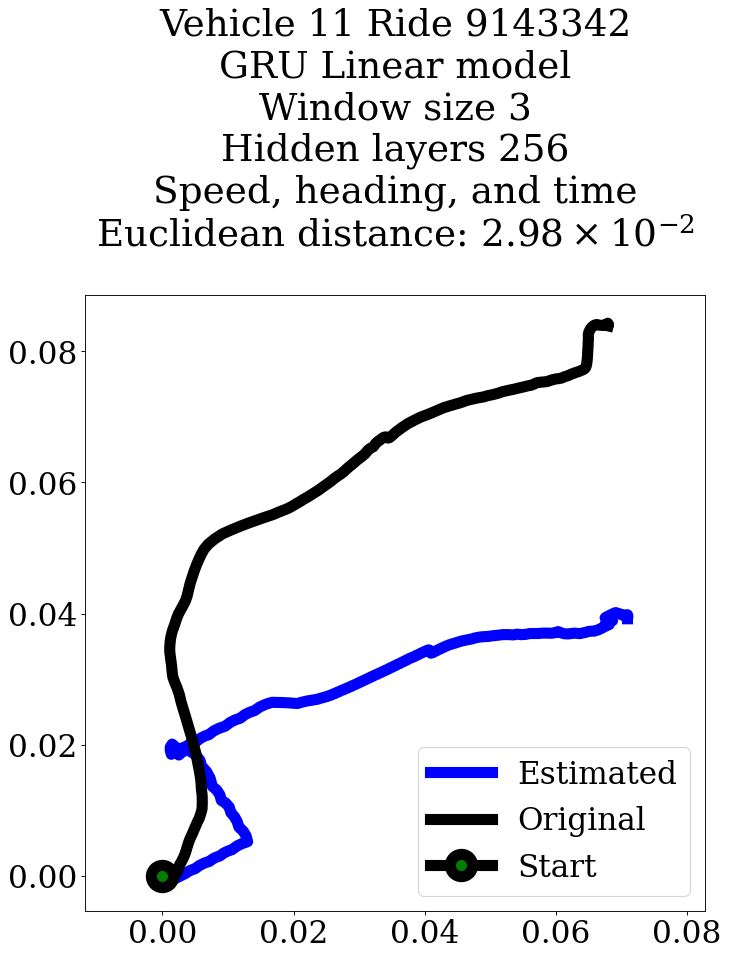 Vehicle 11 Ride 9143342
GRU Linear model
Window size 3
Hidden layers 256
Speed, heading, and time
Euclidean distance: 2.98 × 10⁻²
0.08
0.06
0.04
0.02
0.00
Estimated
Original
Start
0.00 0.02 0.04 0.06 0.08